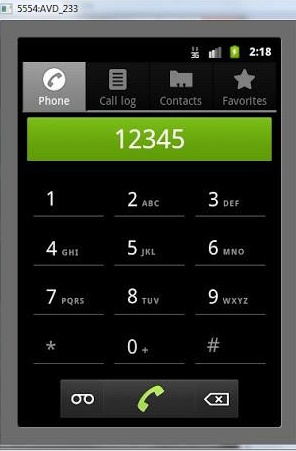 5554:AVD_233
3G 2:18
Phone Call log Contacts Favorites
12345
1 2 ABC 3 DEF
4 GHI 5 JKL 6 MNO
7 PQRS 8 TUV 9 WXYZ
* 0 + #